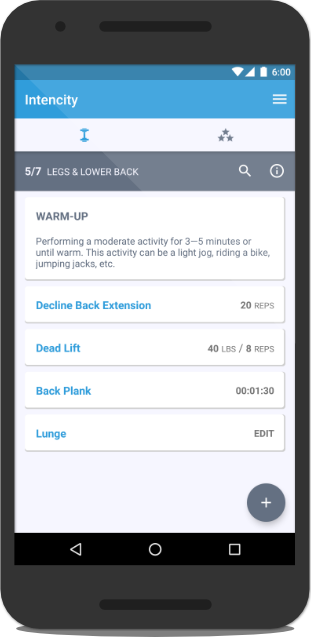 6:00
Intencity
5/7 LEGS & LOWER BACK
WARM-UP
Performing a moderate activity for 3—5 minutes or
until warm. This activity can be a light jog, riding a bike,
jumping jacks, etc.
Decline Back Extension 20 REPS
Dead Lift 40 LBS / 8 REPS
Back Plank 00:01:30
Lunge EDIT